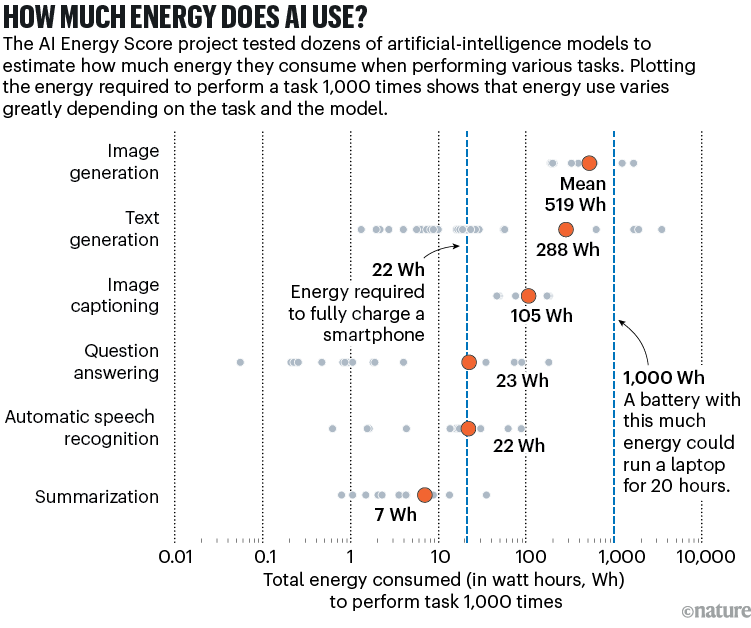 HOW MUCH ENERGY DOES AI USE?
The AI Energy Score project tested dozens of artificial-intelligence models to
estimate how much energy they consume when performing various tasks. Plotting
the energy required to perform a task 1,000 times shows that energy use varies
greatly depending on the task and the model.
Image
generation
Mean
519 Wh
Text
generation
288 Wh
22 Wh
Energy required
to fully charge a
smartphone
Image
captioning
105 Wh
Question
answering
23 Wh
1,000 Wh
A battery with
this much
energy could
run a laptop
for 20 hours.
Automatic speech
recognition
22 Wh
Summarization
7 Wh
0.01 0.1 1 10 100 1,000 10,000
Total energy consumed (in watt hours, Wh)
to perform task 1,000 times
©nature